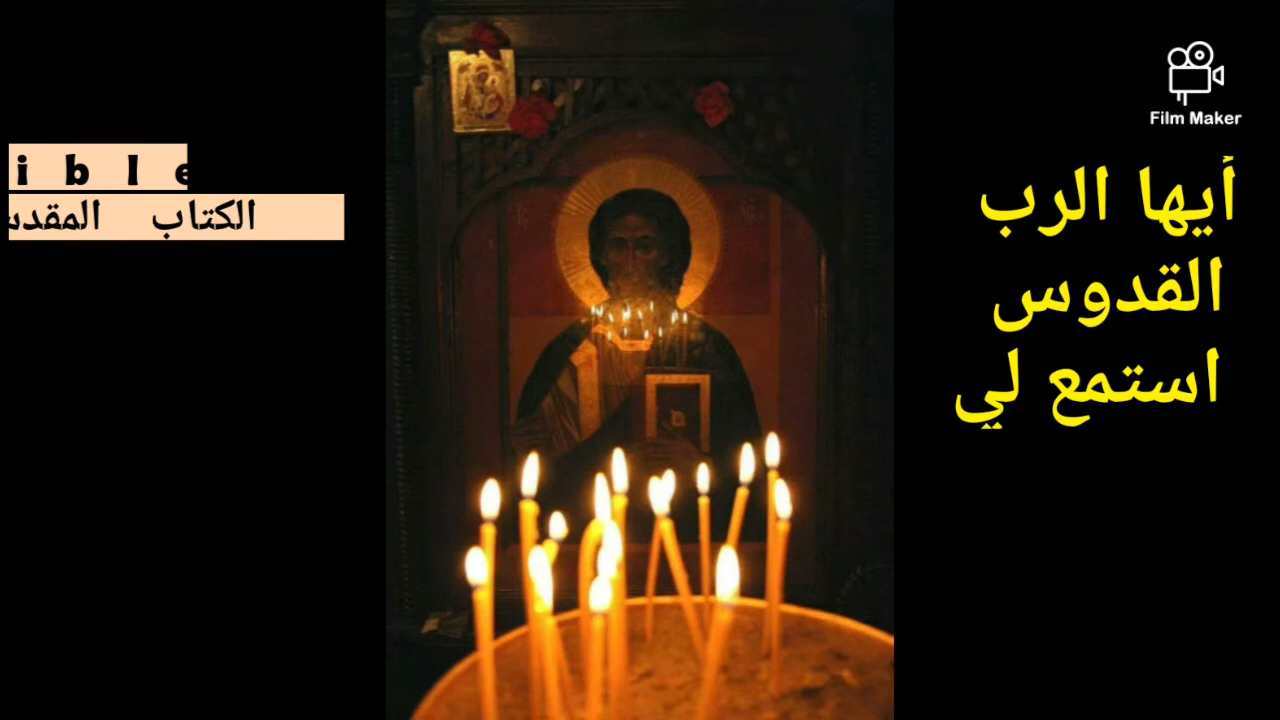 Film Maker
i b l e
الكتاب المقدس
أيها الرب
القدوس
استمع لي